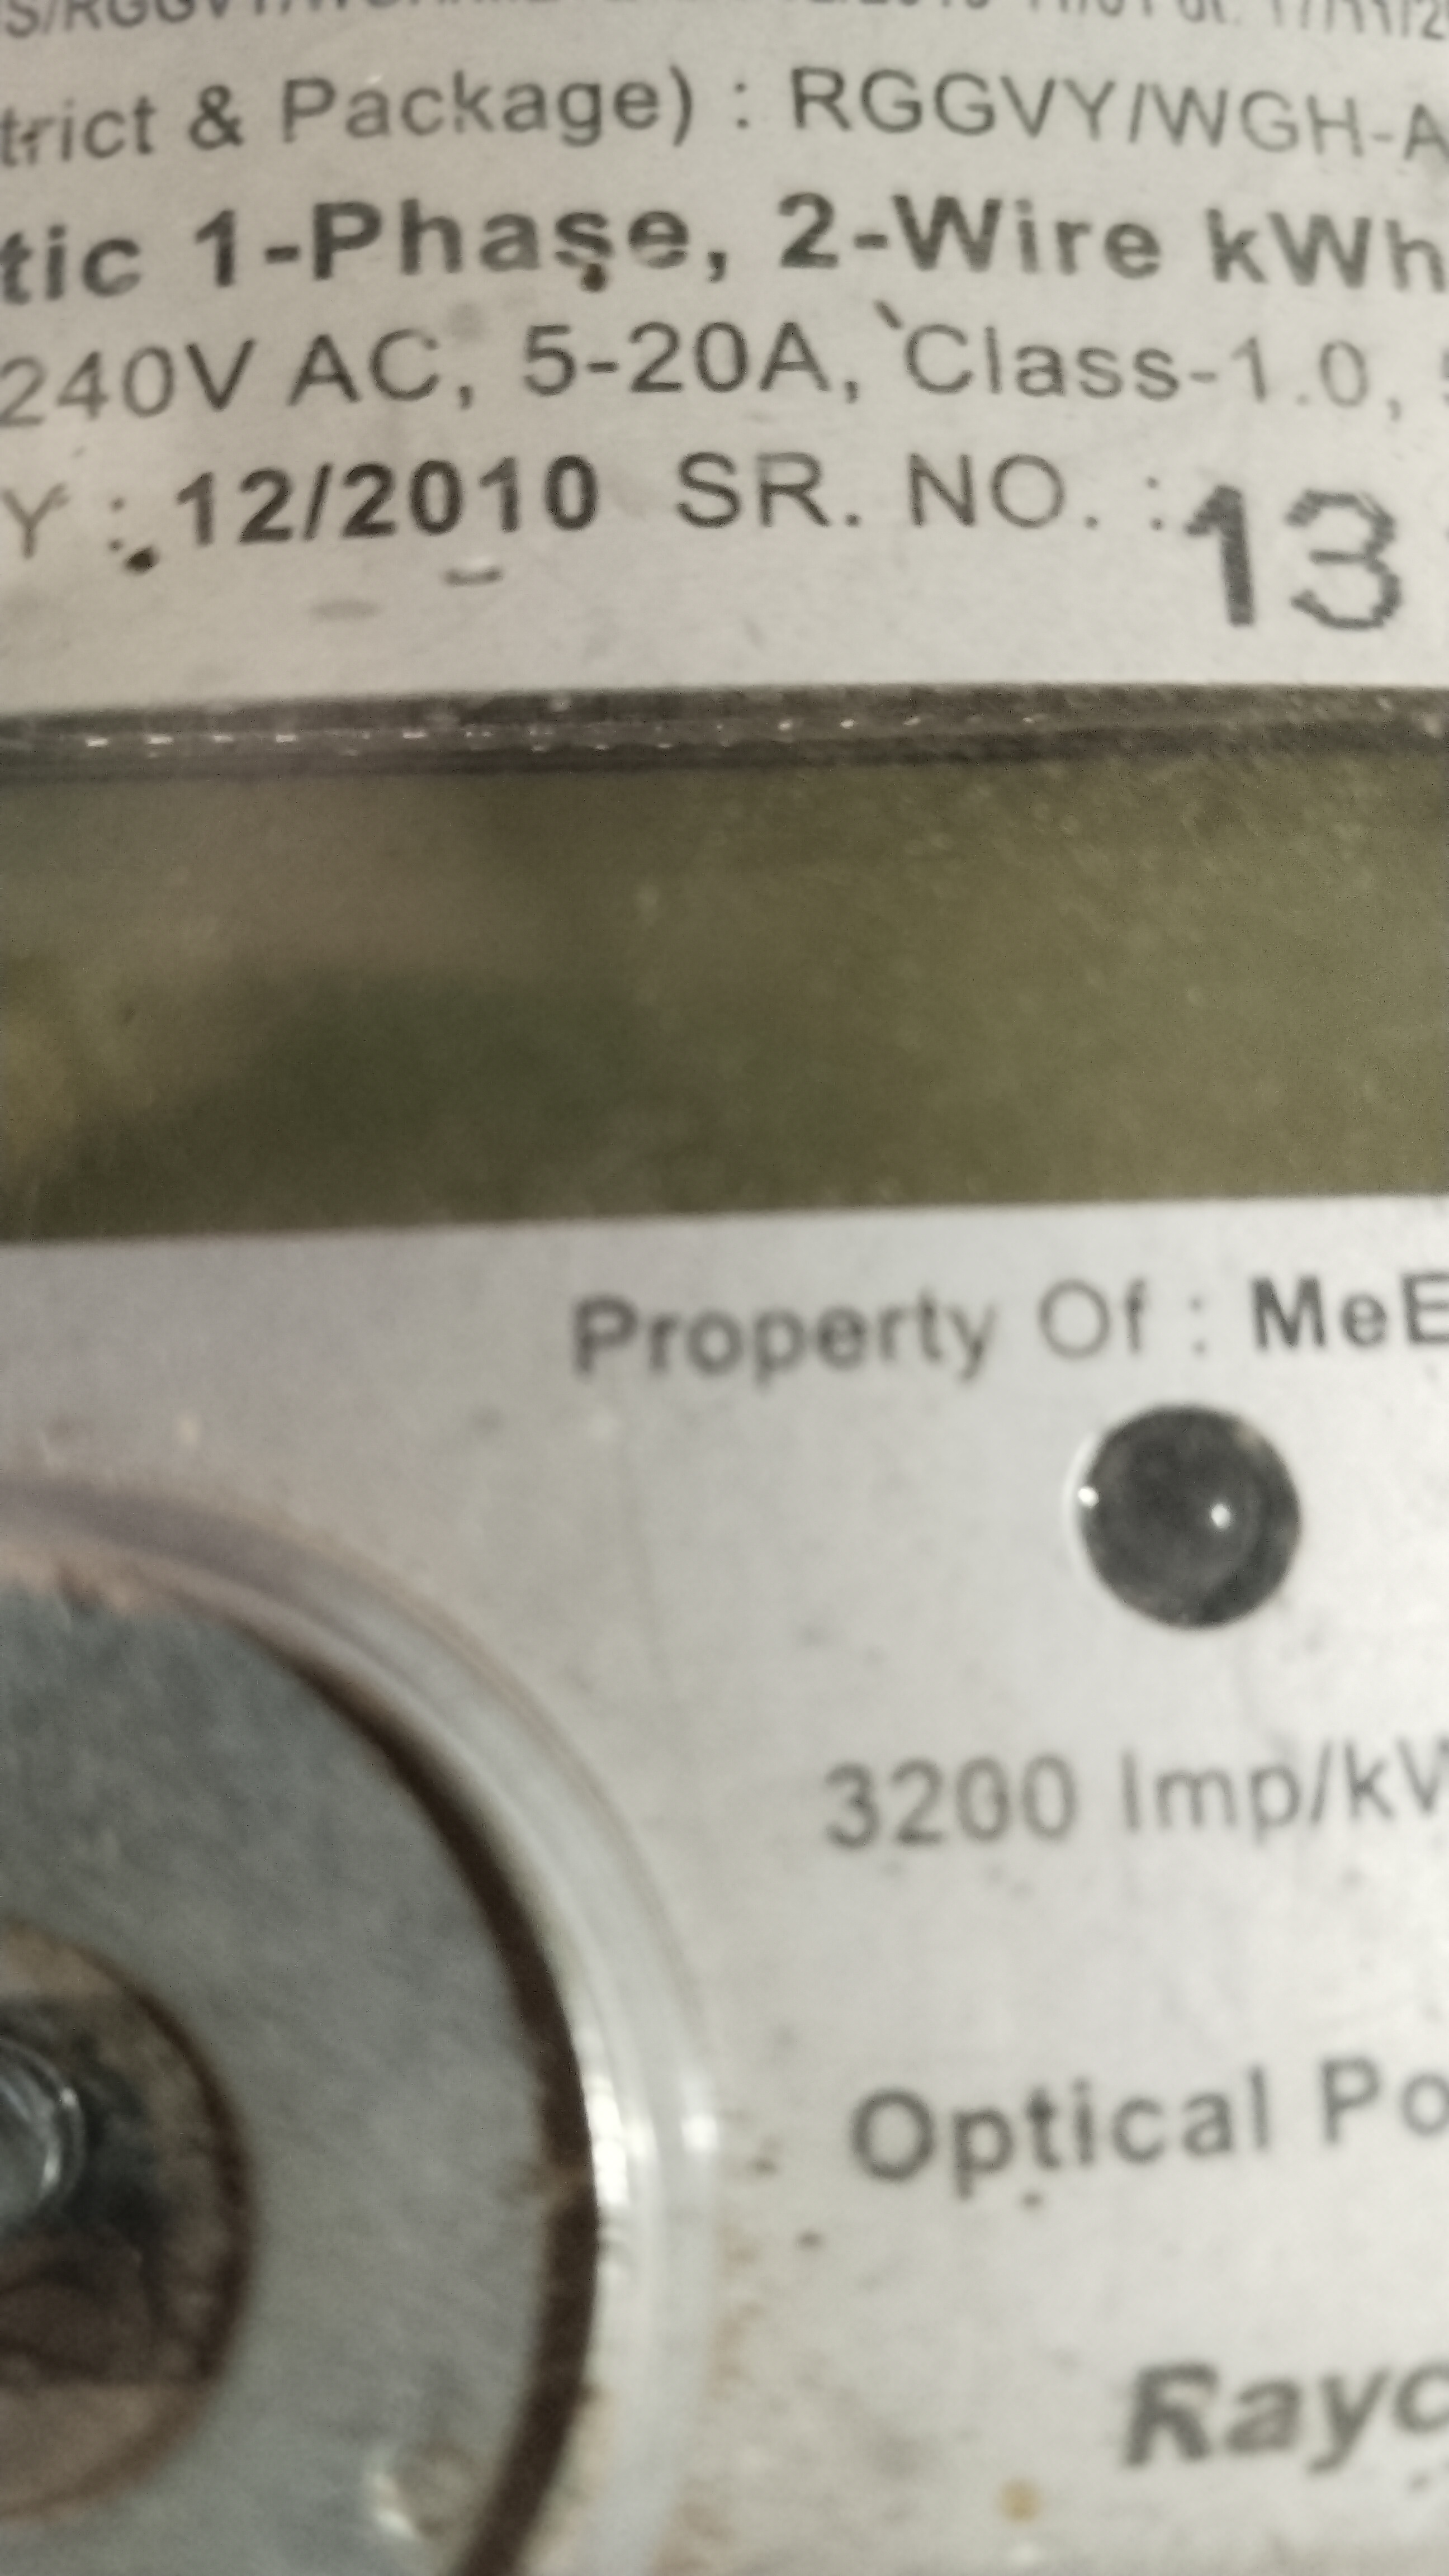 trict & Package) : RGGVY/WGH-A
tic 1-Phase, 2-Wire kWh
240V AC, 5-20A, Class-1.0,
Y : 12/2010 SR. NO. : 13
Property Of : MeE
3200 Imp/kW
Optical Po
Rayc